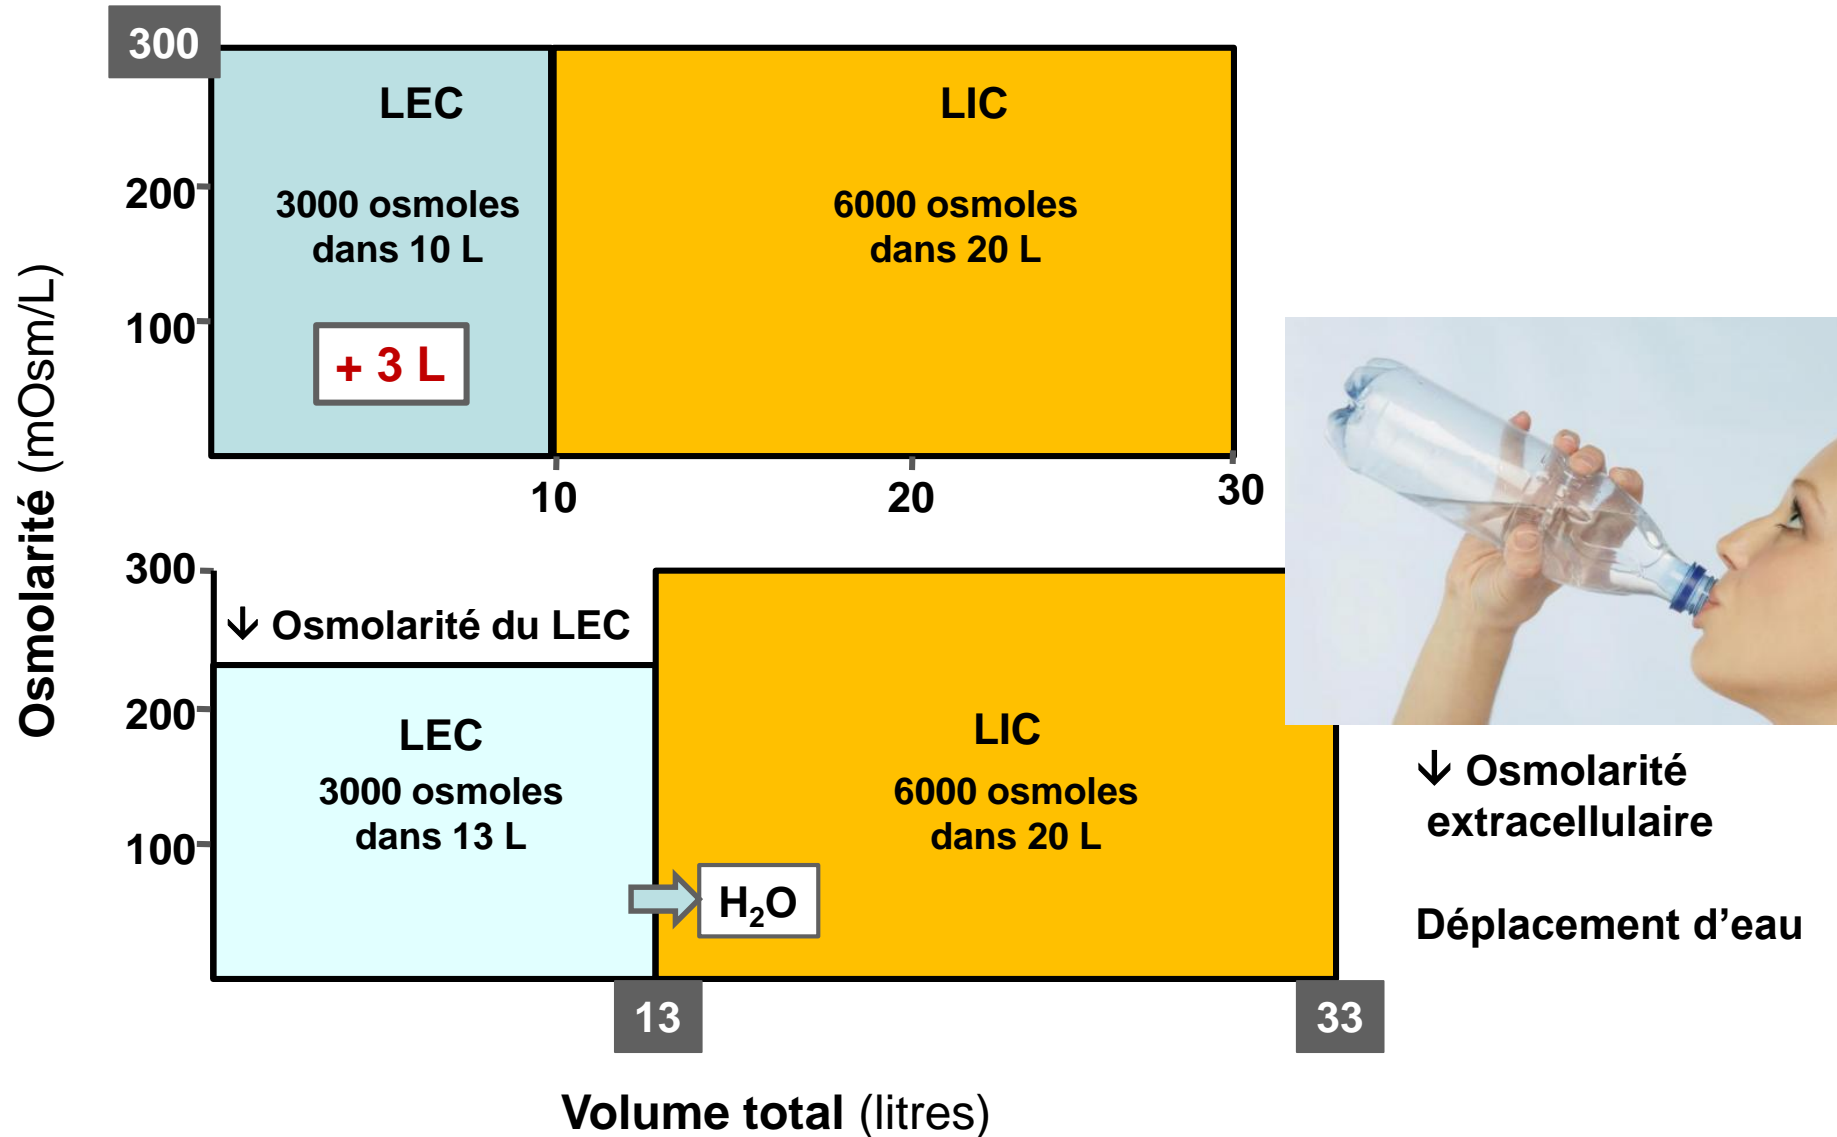 300
LEC
LIC
200
3000 osmoles
dans 10 L
6000 osmoles
dans 20 L
100
+ 3 L
10
20
30
Osmolarité (mOsm/L)
300
↓ Osmolarité du LEC
200
LEC
3000 osmoles
dans 13 L
LIC
6000 osmoles
dans 20 L
100
H₂O
13
33
Volume total (litres)
↓ Osmolarité
extracellulaire
Déplacement d’eau